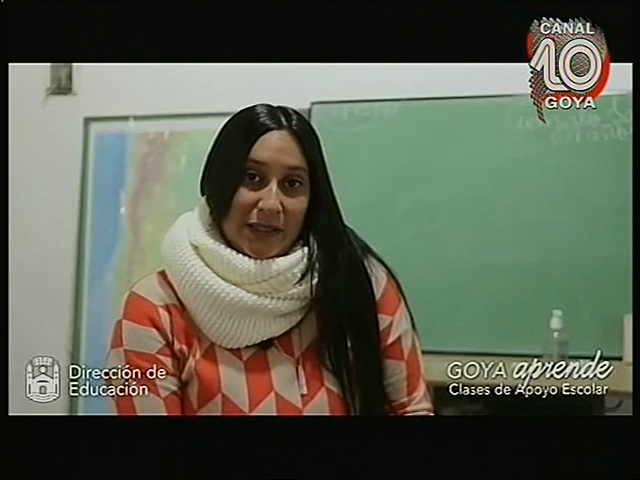 CANAL
10
GOYA
Dirección de
Educación
GOYA aprende
Clases de Apoyo Escolar